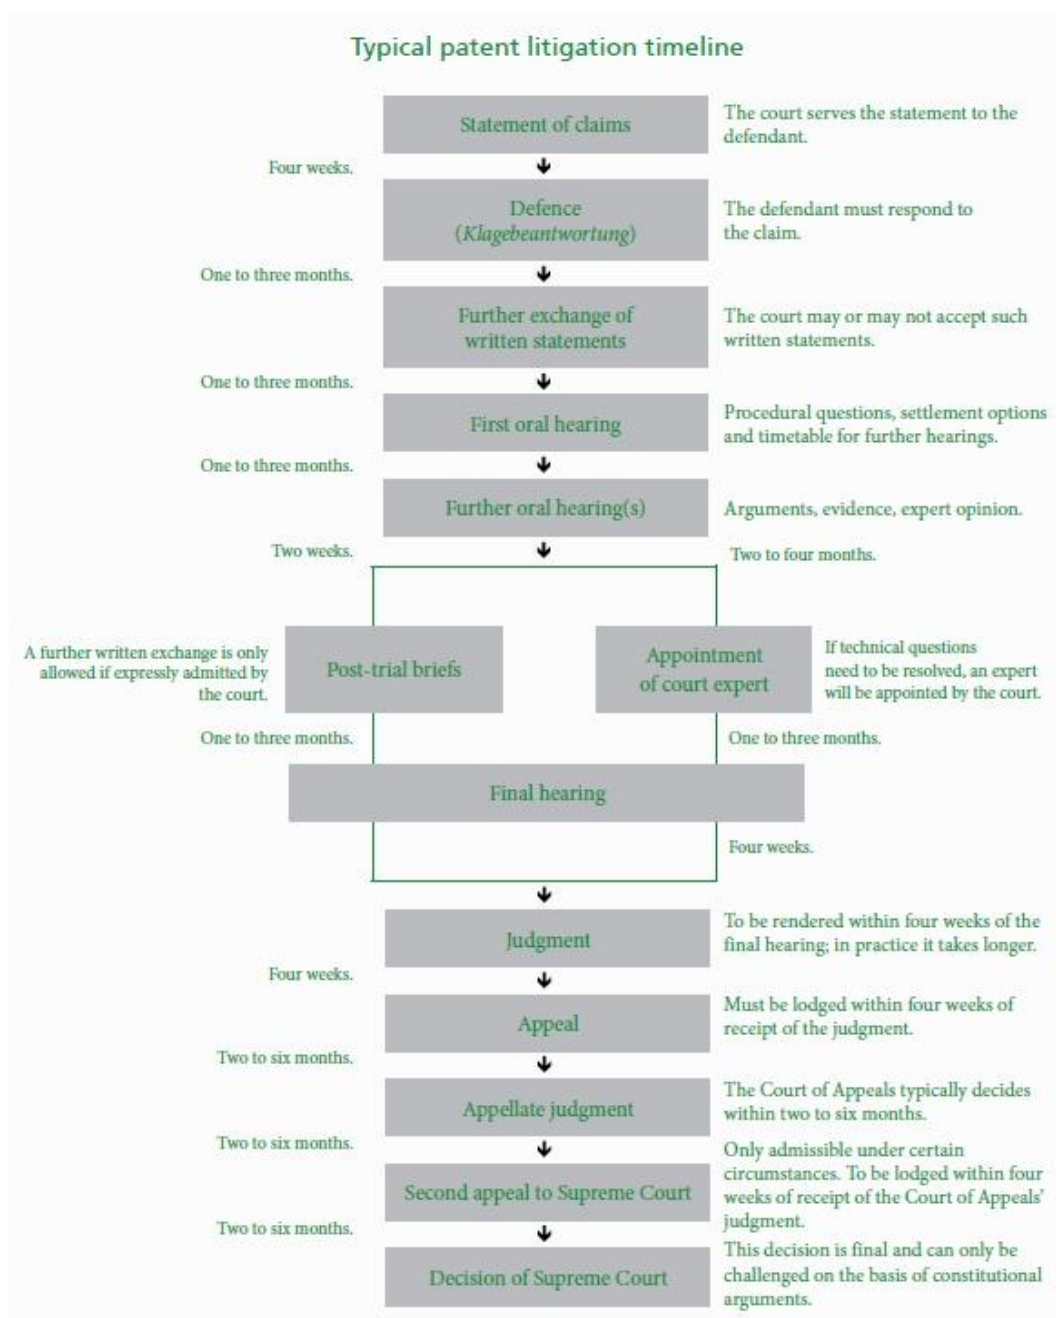 Typical patent litigation timeline
Statement of claims
The court serves the statement to the
defendant.
Four weeks.
Defence
(Klagebeantwortung)
The defendant must respond to
the claim.
One to three months.
Further exchange of
written statements
The court may or may not accept such
written statements.
One to three months.
First oral hearing
Procedural questions, settlement options
and timetable for further hearings.
One to three months.
Further oral hearing(s)
Arguments, evidence, expert opinion.
Two weeks.
Two to four months.
A further written exchange is only
allowed if expressly admitted by
the court.
Post-trial briefs
Appointment
of court expert
If technical questions
need to be resolved, an expert
will be appointed by the court.
One to three months.
One to three months.
Final hearing
Four weeks.
Judgment
To be rendered within four weeks of the
final hearing; in practice it takes longer.
Four weeks.
Appeal
Must be lodged within four weeks of
receipt of the judgment.
Two to six months.
Appellate judgment
The Court of Appeals typically decides
within two to six months.
Two to six months.
Second appeal to Supreme Court
Only admissible under certain
circumstances. To be lodged within four
weeks of receipt of the Court of Appeals'
judgment.
Two to six months.
Decision of Supreme Court
This decision is final and can only be
challenged on the basis of constitutional
arguments.